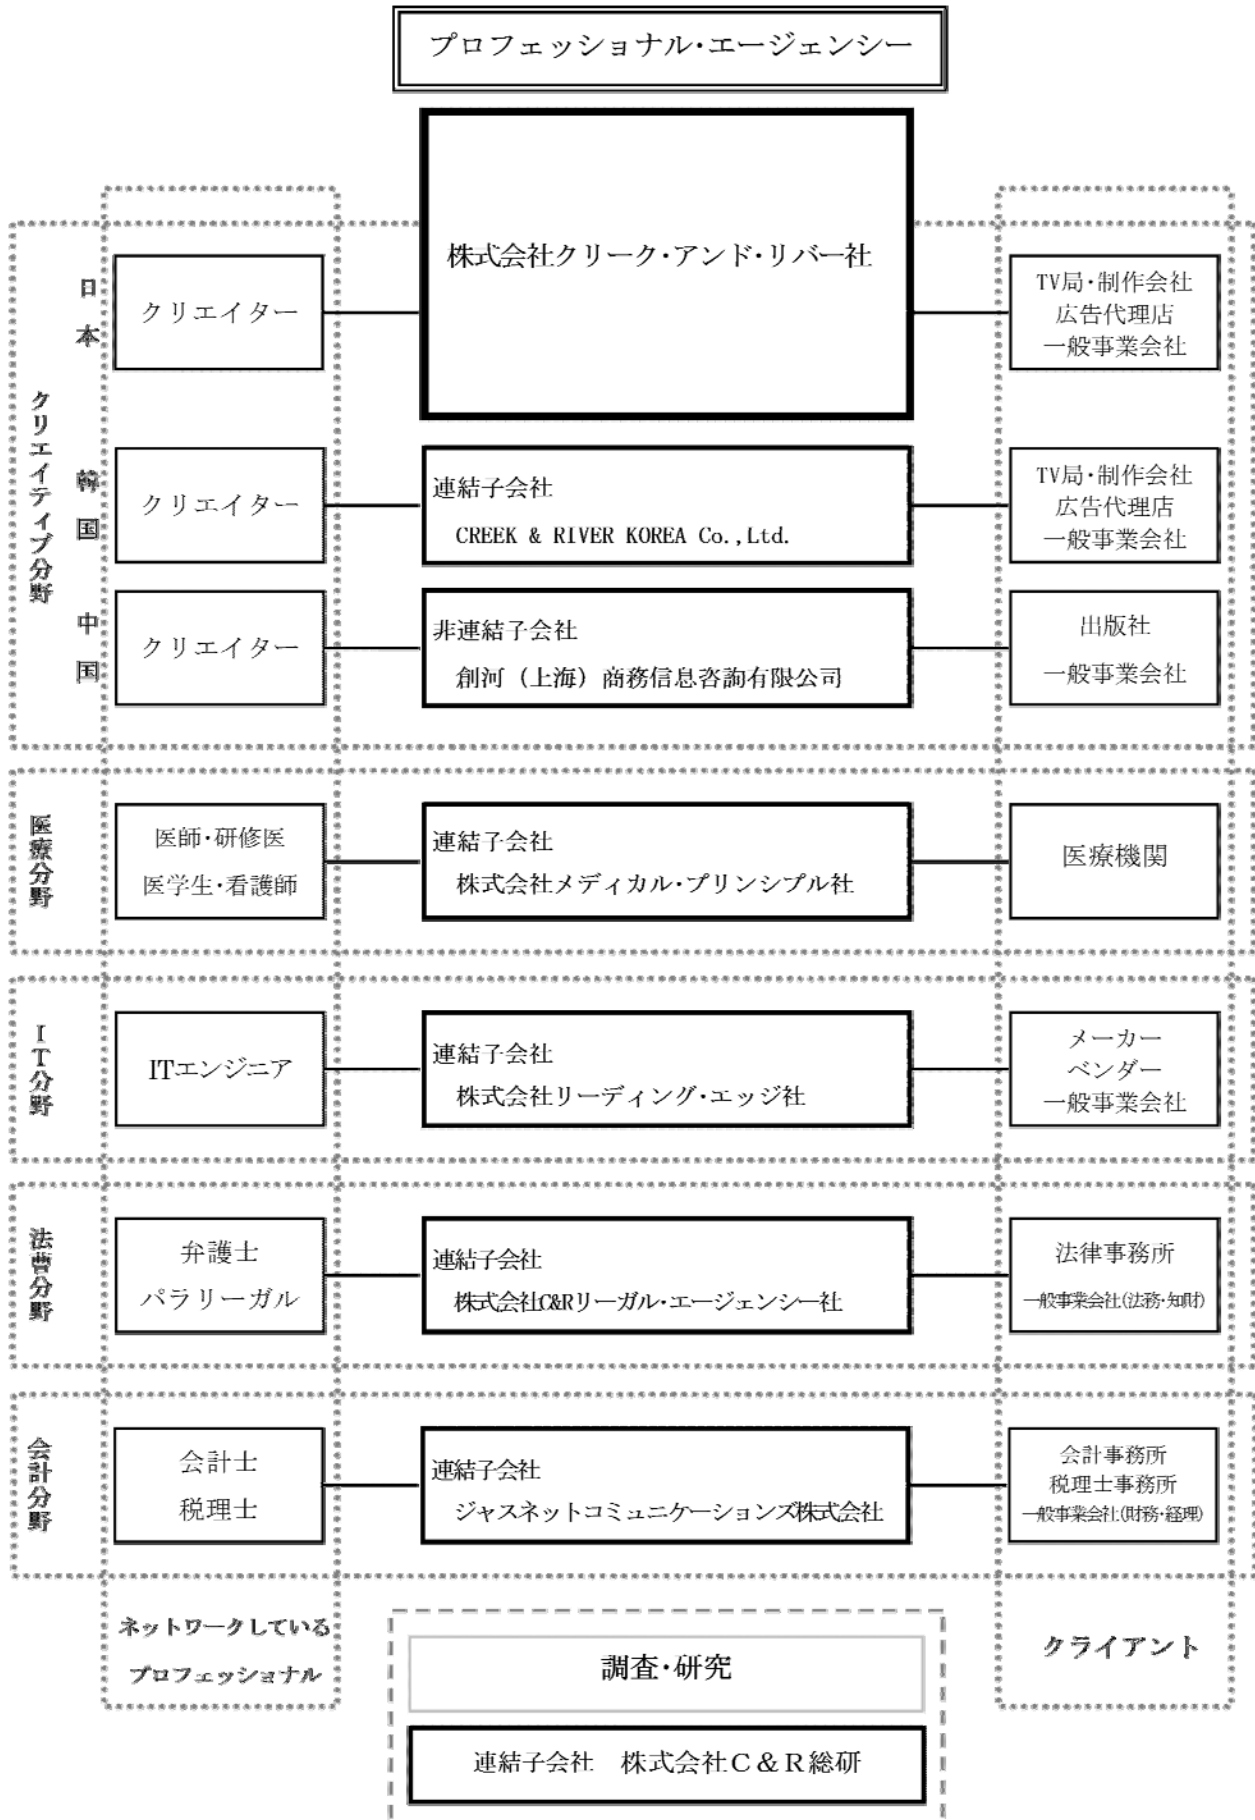 プロフェッショナル・エージェンシー
株式会社クリーク・アンド・リバー社
クリエイティブ分野
日本
クリエイター
TV局・制作会社
広告代理店
一般事業会社
韓国
クリエイター
連結子会社
CREEK & RIVER KOREA Co.,Ltd.
TV局・制作会社
広告代理店
一般事業会社
中国
クリエイター
非連結子会社
創河（上海）商務信息咨詢有限公司
出版社
一般事業会社
医療分野
医師・研修医
医学生・看護師
連結子会社
株式会社メディカル・プリンシプル社
医療機関
IT分野
ITエンジニア
連結子会社
株式会社リーディング・エッジ社
メーカー
ベンダー
一般事業会社
法曹分野
弁護士
パラリーガル
連結子会社
株式会社C&Rリーガル・エージェンシー社
法律事務所
一般事業会社(法務・知財)
会計分野
会計士
税理士
連結子会社
ジャスネットコミュニケーションズ株式会社
会計事務所
税理士事務所
一般事業会社(財務・経理)
ネットワークしている
プロフェッショナル
クライアント
調査・研究
連結子会社　株式会社Ｃ＆Ｒ総研